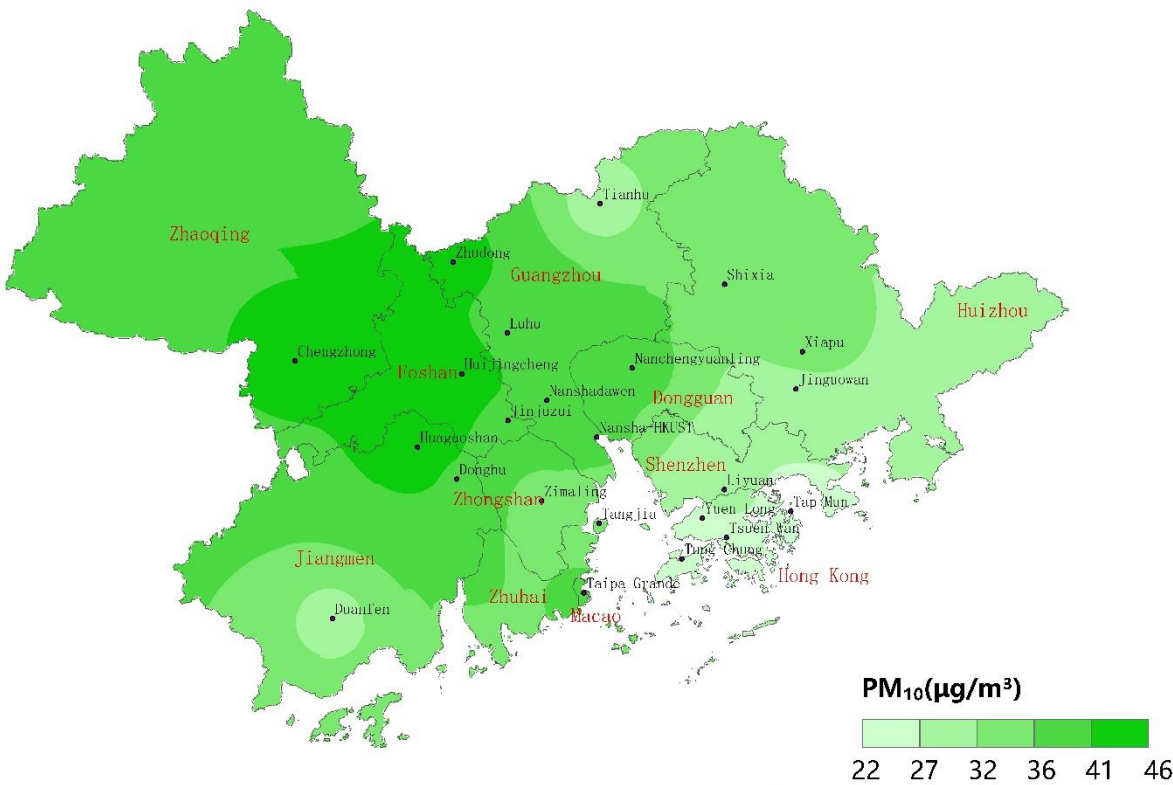 Tianhu
Zhaoqing
Zhudong
Guangzhou
Shixia
Huizhou
Luhu
Xiapu
Chengzhong
Nanchengyuanling
Foshan
Huijingcheng
Jinguowan
Dongguan
Nanshadawen
Jinjuzui
Nansha-HKUST
Huaguoshan
Shenzhen
Donghu
Liyuan
Zhongshan
Zimaling
Tap Mun
Yuen Long
Tangjia
Tsuen Wan
Jiangmen
Tung Chung
Hong Kong
Taipa Grande
Zhuhai
Duanfen
Macao
PM₁₀(μg/m³)
22 27 32 36 41 46